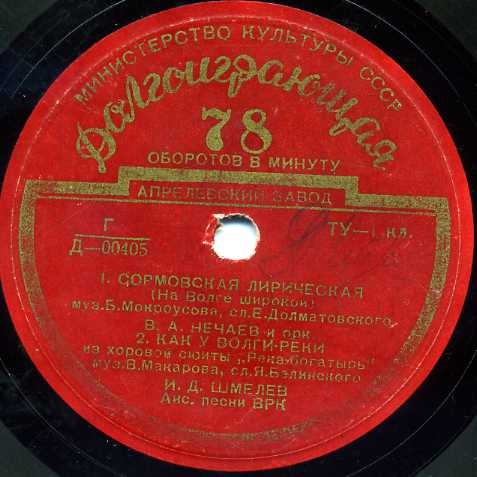 МИНИСТЕРСТВО КУЛЬТУРЫ СССР
Долгоиграющая
78
ОБОРОТОВ В МИНУТУ
АПРЕЛЕВСКИЙ ЗАВОД
Г
Д—00405
ТУ—1 кл.
1. СОРМОВСКАЯ ЛИРИЧЕСКАЯ
(На Волге широкой)
муз.Б.Мокроусова, сл.Е.Долматовского
В. А. НЕЧАЕВ и орк.
2. КАК У ВОЛГИ-РЕКИ
из хоровой сюиты „Река-богатырь"
муз.В.Макарова, сл.Я.Бэлинского
И. Д. ШМЕЛЕВ
Анс. песни ВРК